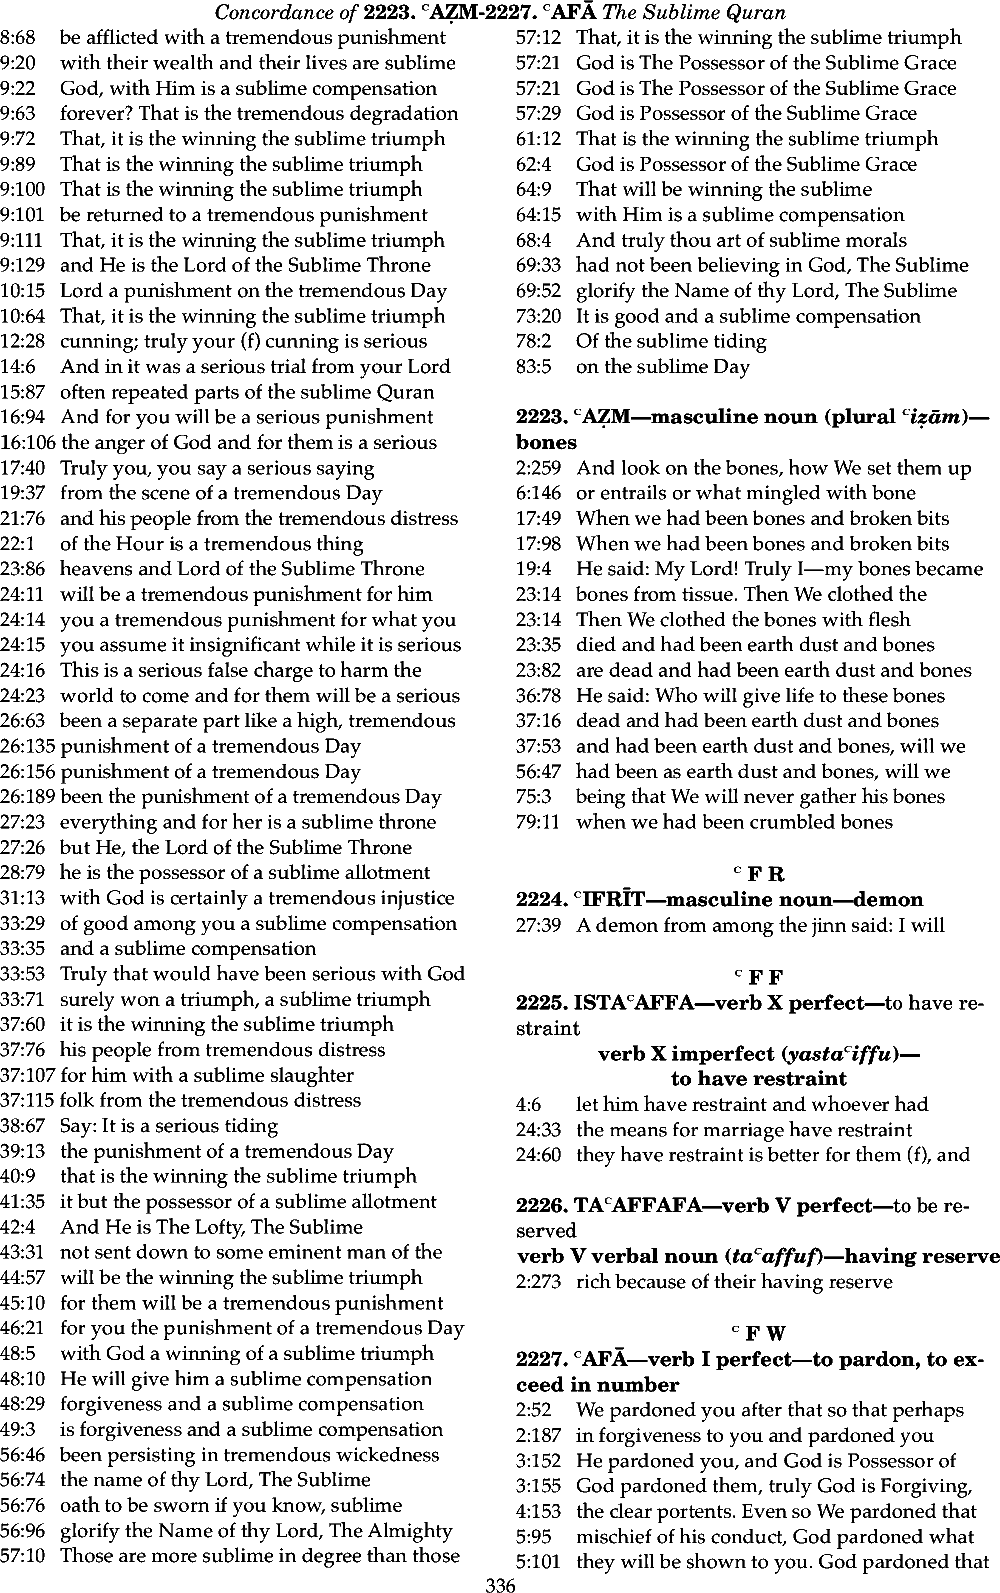 Concordance of 2223. ᶜAẒM-2227. ᶜAFĀ The Sublime Quran
8:68 be afflicted with a tremendous punishment
9:20 with their wealth and their lives are sublime
9:22 God, with Him is a sublime compensation
9:63 forever? That is the tremendous degradation
9:72 That, it is the winning the sublime triumph
9:89 That is the winning the sublime triumph
9:100 That is the winning the sublime triumph
9:101 be returned to a tremendous punishment
9:111 That, it is the winning the sublime triumph
9:129 and He is the Lord of the Sublime Throne
10:15 Lord a punishment on the tremendous Day
10:64 That, it is the winning the sublime triumph
12:28 cunning; truly your (f) cunning is serious
14:6 And in it was a serious trial from your Lord
15:87 often repeated parts of the sublime Quran
16:94 And for you will be a serious punishment
16:106 the anger of God and for them is a serious
17:40 Truly you, you say a serious saying
19:37 from the scene of a tremendous Day
21:76 and his people from the tremendous distress
22:1 of the Hour is a tremendous thing
23:86 heavens and Lord of the Sublime Throne
24:11 will be a tremendous punishment for him
24:14 you a tremendous punishment for what you
24:15 you assume it insignificant while it is serious
24:16 This is a serious false charge to harm the
24:23 world to come and for them will be a serious
26:63 been a separate part like a high, tremendous
26:135 punishment of a tremendous Day
26:156 punishment of a tremendous Day
26:189 been the punishment of a tremendous Day
27:23 everything and for her is a sublime throne
27:26 but He, the Lord of the Sublime Throne
28:79 he is the possessor of a sublime allotment
31:13 with God is certainly a tremendous injustice
33:29 of good among you a sublime compensation
33:35 and a sublime compensation
33:53 Truly that would have been serious with God
33:71 surely won a triumph, a sublime triumph
37:60 it is the winning the sublime triumph
37:76 his people from tremendous distress
37:107 for him with a sublime slaughter
37:115 folk from the tremendous distress
38:67 Say: It is a serious tiding
39:13 the punishment of a tremendous Day
40:9 that is the winning the sublime triumph
41:35 it but the possessor of a sublime allotment
42:4 And He is The Lofty, The Sublime
43:31 not sent down to some eminent man of the
44:57 will be the winning the sublime triumph
45:10 for them will be a tremendous punishment
46:21 for you the punishment of a tremendous Day
48:5 with God a winning of a sublime triumph
48:10 He will give him a sublime compensation
48:29 forgiveness and a sublime compensation
49:3 is forgiveness and a sublime compensation
56:46 been persisting in tremendous wickedness
56:74 the name of thy Lord, The Sublime
56:76 oath to be sworn if you know, sublime
56:96 glorify the Name of thy Lord, The Almighty
57:10 Those are more sublime in degree than those
57:12 That, it is the winning the sublime triumph
57:21 God is The Possessor of the Sublime Grace
57:21 God is The Possessor of the Sublime Grace
57:29 God is Possessor of the Sublime Grace
61:12 That is the winning the sublime triumph
62:4 God is Possessor of the Sublime Grace
64:9 That will be winning the sublime
64:15 with Him is a sublime compensation
68:4 And truly thou art of sublime morals
69:33 had not been believing in God, The Sublime
69:52 glorify the Name of thy Lord, The Sublime
73:20 It is good and a sublime compensation
78:2 Of the sublime tiding
83:5 on the sublime Day
2223. ᶜAẒM—masculine noun (plural ᶜiẓām)—
bones
2:259 And look on the bones, how We set them up
6:146 or entrails or what mingled with bone
17:49 When we had been bones and broken bits
17:98 When we had been bones and broken bits
19:4 He said: My Lord! Truly I—my bones became
23:14 bones from tissue. Then We clothed the
23:14 Then We clothed the bones with flesh
23:35 died and had been earth dust and bones
23:82 are dead and had been earth dust and bones
36:78 He said: Who will give life to these bones
37:16 dead and had been earth dust and bones
37:53 and had been earth dust and bones, will we
56:47 had been as earth dust and bones, will we
75:3 being that We will never gather his bones
79:11 when we had been crumbled bones
ᶜ F R
2224. ᶜIFRĪT—masculine noun—demon
27:39 A demon from among the jinn said: I will
ᶜ F F
2225. ISTAᶜAFFA—verb X perfect—to have re-
straint
verb X imperfect (yastaᶜiffu)—
to have restraint
4:6 let him have restraint and whoever had
24:33 the means for marriage have restraint
24:60 they have restraint is better for them (f), and
2226. TAᶜAFFAFA—verb V perfect—to be re-
served
verb V verbal noun (taᶜaffuf)—having reserve
2:273 rich because of their having reserve
ᶜ F W
2227. ᶜAFĀ—verb I perfect—to pardon, to ex-
ceed in number
2:52 We pardoned you after that so that perhaps
2:187 in forgiveness to you and pardoned you
3:152 He pardoned you, and God is Possessor of
3:155 God pardoned them, truly God is Forgiving,
4:153 the clear portents. Even so We pardoned that
5:95 mischief of his conduct, God pardoned what
5:101 they will be shown to you. God pardoned that
336